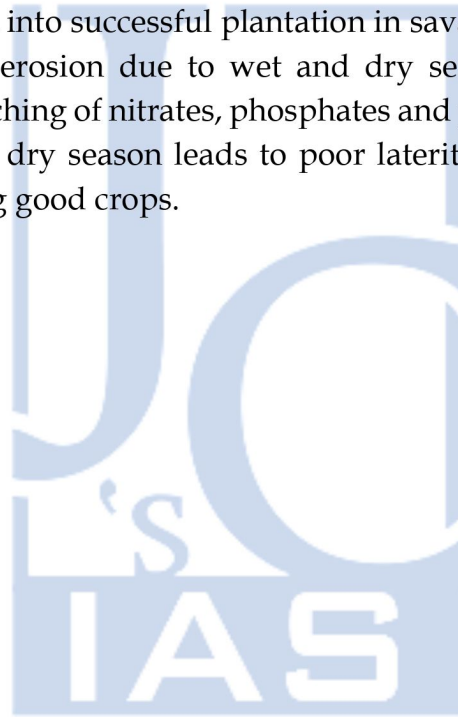 into successful plantation in sav
erosion due to wet and dry se
ching of nitrates, phosphates and
dry season leads to poor laterit
g good crops.
J
C
's
IAS